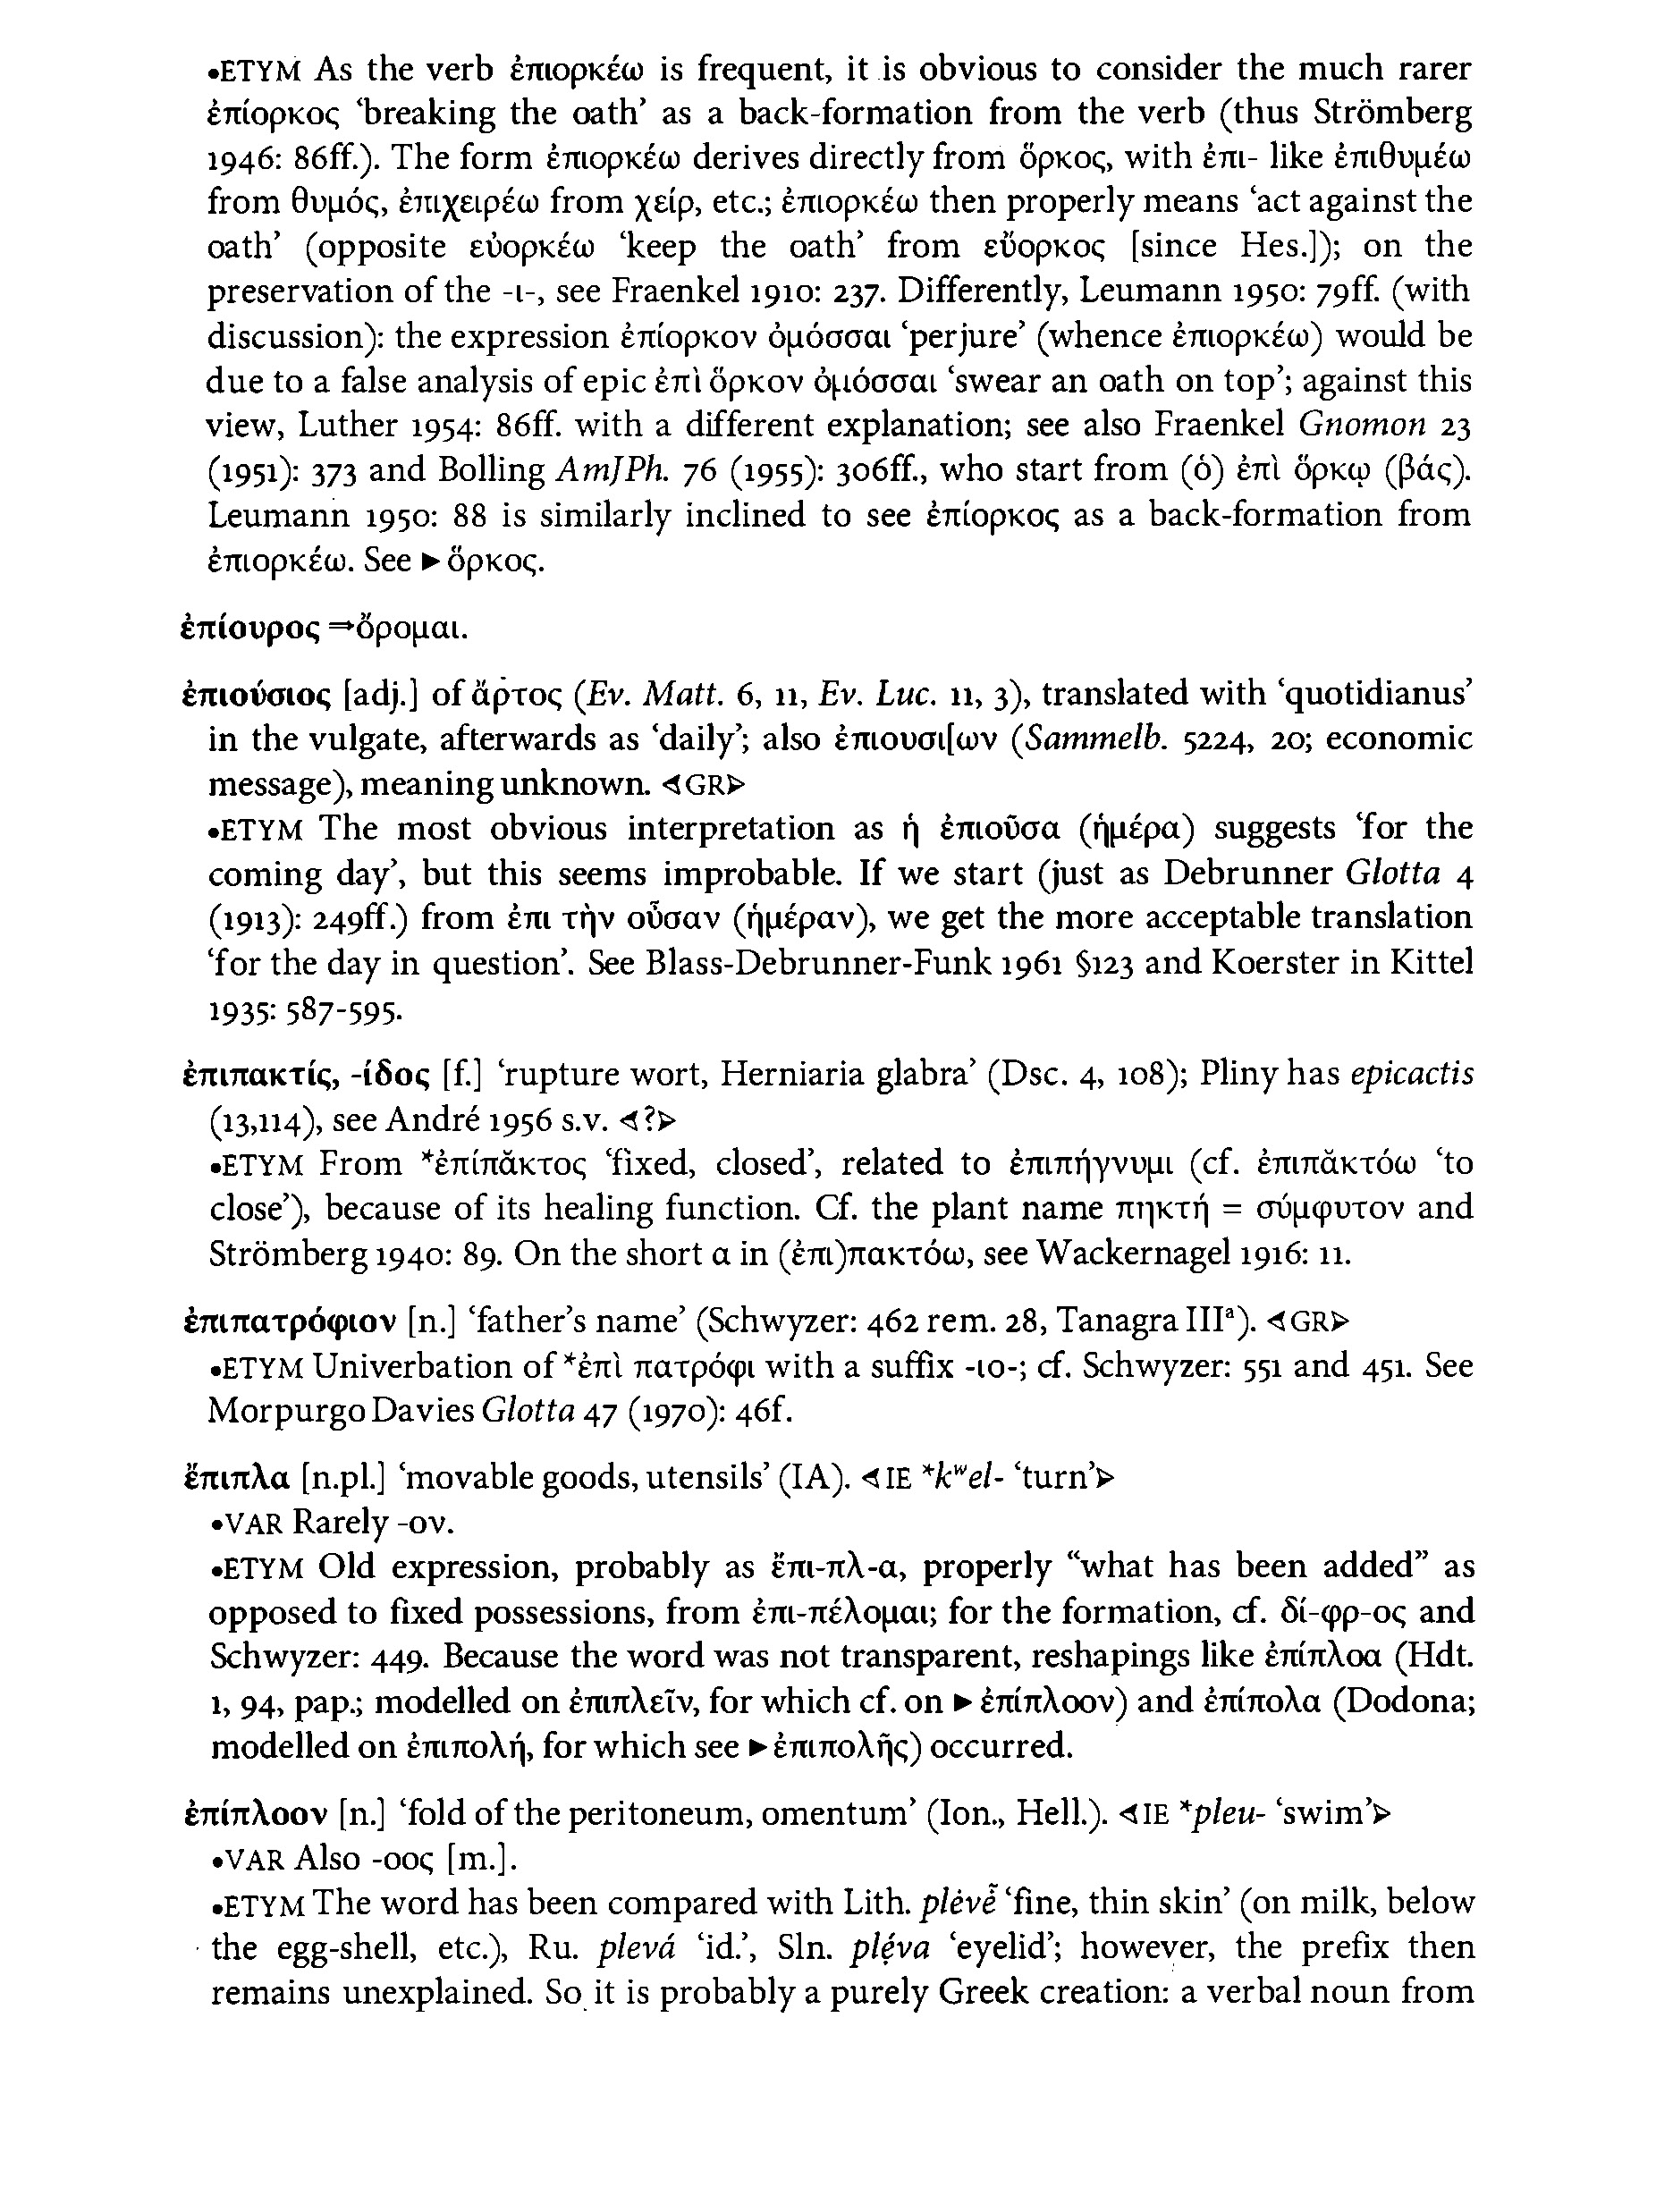 •ETYM As the verb ἐπιορκέω is frequent, it is obvious to consider the much rarer
ἐπίορκος ‘breaking the oath’ as a back-formation from the verb (thus Strömberg
1946: 86ff.). The form ἐπιορκέω derives directly from ὅρκος, with ἐπι- like ἐπιθυμέω
from θυμός, ἐπιχειρέω from χείρ, etc.; ἐπιορκέω then properly means ‘act against the
oath’ (opposite εὐορκέω ‘keep the oath’ from εὔορκος [since Hes.]); on the
preservation of the -ι-, see Fraenkel 1910: 237. Differently, Leumann 1950: 79ff. (with
discussion): the expression ἐπίορκον ὀμόσσαι ‘perjure’ (whence ἐπιορκέω) would be
due to a false analysis of epic ἐπὶ ὅρκον ὀμόσσαι ‘swear an oath on top’; against this
view, Luther 1954: 86ff. with a different explanation; see also Fraenkel Gnomon 23
(1951): 373 and Bolling AmJPh. 76 (1955): 306ff., who start from (ὁ) ἐπὶ ὅρκῳ (βάς).
Leumann 1950: 88 is similarly inclined to see ἐπίορκος as a back-formation from
ἐπιορκέω. See ►ὅρκος.
ἐπίουρος ⇒ὄρομαι.
ἐπιούσιος [adj.] of ἄρτος (Ev. Matt. 6, 11, Ev. Luc. 11, 3), translated with ‘quotidianus’
in the vulgate, afterwards as ‘daily’; also ἐπιουσι[ων (Sammelb. 5224, 20; economic
message), meaning unknown. ⊲GR⊳
•ETYM The most obvious interpretation as ἡ ἐπιοῦσα (ἡμέρα) suggests ‘for the
coming day’, but this seems improbable. If we start (just as Debrunner Glotta 4
(1913): 249ff.) from ἐπι τὴν οὖσαν (ἡμέραν), we get the more acceptable translation
‘for the day in question’. See Blass-Debrunner-Funk 1961 §123 and Koerster in Kittel
1935: 587-595.
ἐπιπακτίς, -ίδος [f.] ‘rupture wort, Herniaria glabra’ (Dsc. 4, 108); Pliny has epicactis
(13,114), see André 1956 s.v. ⊲?⊳
•ETYM From *ἐπίπᾰκτος ‘fixed, closed’, related to ἐπιπήγνυμι (cf. ἐπιπᾰκτόω ‘to
close’), because of its healing function. Cf. the plant name πηκτή = σύμφυτον and
Strömberg 1940: 89. On the short α in (ἐπι)πακτόω, see Wackernagel 1916: 11.
ἐπιπατρόφιον [n.] ‘father’s name’ (Schwyzer: 462 rem. 28, Tanagra IIIᵃ). ⊲GR⊳
•ETYM Univerbation of *ἐπὶ πατρόφι with a suffix -ιο-; cf. Schwyzer: 551 and 451. See
Morpurgo Davies Glotta 47 (1970): 46f.
ἔπιπλα [n.pl.] ‘movable goods, utensils’ (IA). ⊲IE *kʷel- ‘turn’⊳
•VAR Rarely -ον.
•ETYM Old expression, probably as ἔπι-πλ-α, properly “what has been added” as
opposed to fixed possessions, from ἐπι-πέλομαι; for the formation, cf. δί-φρ-ος and
Schwyzer: 449. Because the word was not transparent, reshapings like ἐπίπλοα (Hdt.
1, 94, pap.; modelled on ἐπιπλεῖν, for which cf. on ►ἐπίπλοον) and ἐπίπολα (Dodona;
modelled on ἐπιπολή, for which see ►ἐπιπολῆς) occurred.
ἐπίπλοον [n.] ‘fold of the peritoneum, omentum’ (Ion., Hell.). ⊲IE *pleu- ‘swim’⊳
•VAR Also -οος [m.].
•ETYM The word has been compared with Lith. plėvė̃ ‘fine, thin skin’ (on milk, below
the egg-shell, etc.), Ru. plevá ‘id.’, Sln. plẹ́va ‘eyelid’; however, the prefix then
remains unexplained. So it is probably a purely Greek creation: a verbal noun from